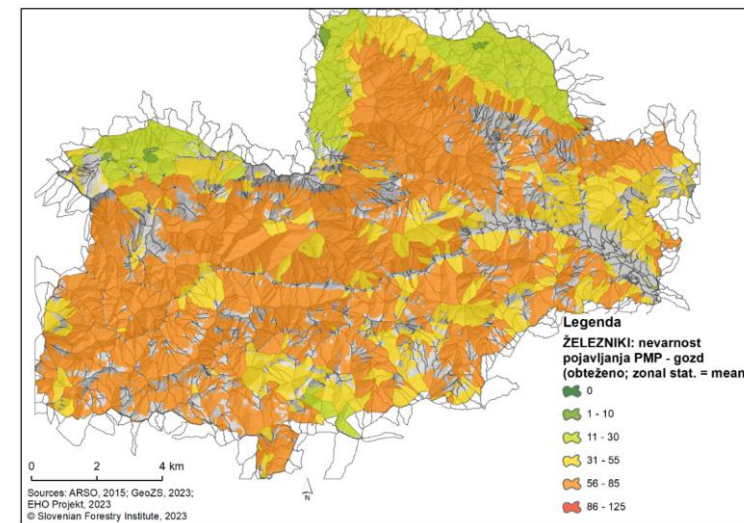 Legenda
ŽELEZNIKI: nevarnost
pojavljanja PMP - gozd
(obteženo; zonal stat. = mean
0
1 - 10
11 - 30
31 - 55
56 - 85
86 - 125
0 2 4 km
N
Sources: ARSO, 2015; GeoZS, 2023;
EHO Projekt, 2023
© Slovenian Forestry Institute, 2023